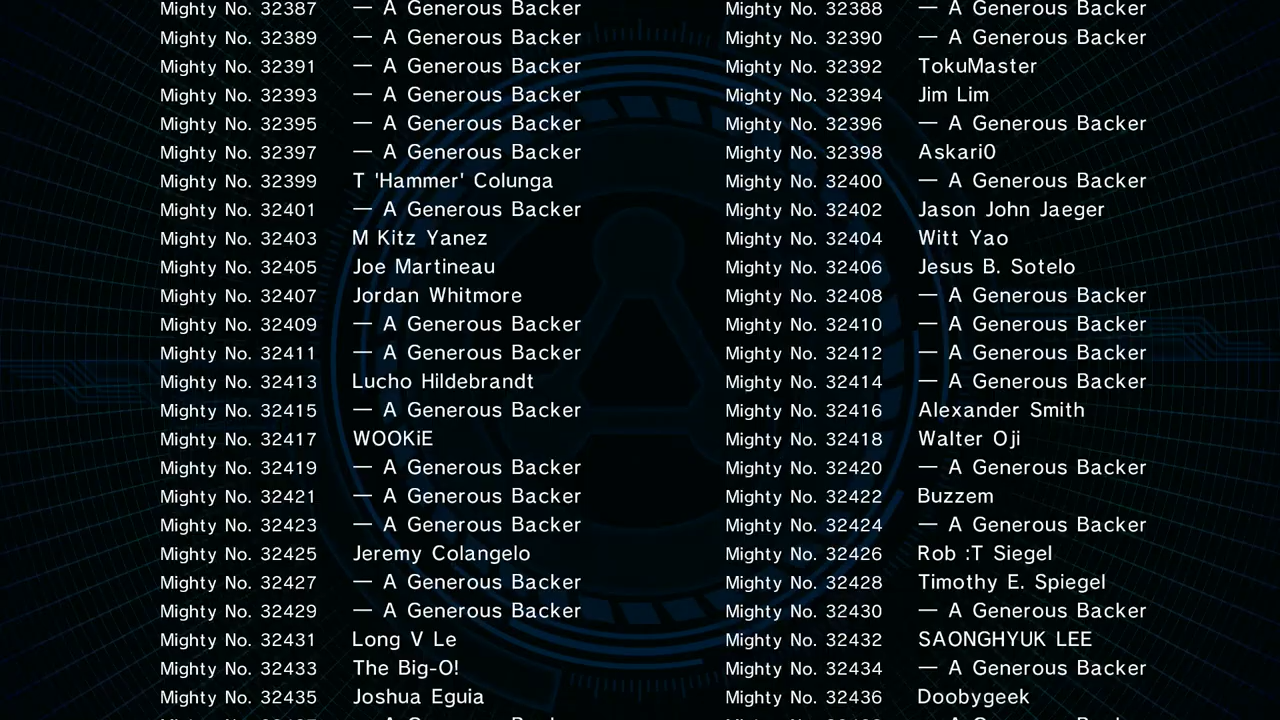 Mighty No. 32387 — A Generous Backer Mighty No. 32388 — A Generous Backer
Mighty No. 32389 — A Generous Backer Mighty No. 32390 — A Generous Backer
Mighty No. 32391 — A Generous Backer Mighty No. 32392 TokuMaster
Mighty No. 32393 — A Generous Backer Mighty No. 32394 Jim Lim
Mighty No. 32395 — A Generous Backer Mighty No. 32396 — A Generous Backer
Mighty No. 32397 — A Generous Backer Mighty No. 32398 Askari0
Mighty No. 32399 T 'Hammer' Colunga Mighty No. 32400 — A Generous Backer
Mighty No. 32401 — A Generous Backer Mighty No. 32402 Jason John Jaeger
Mighty No. 32403 M Kitz Yanez Mighty No. 32404 Witt Yao
Mighty No. 32405 Joe Martineau Mighty No. 32406 Jesus B. Sotelo
Mighty No. 32407 Jordan Whitmore Mighty No. 32408 — A Generous Backer
Mighty No. 32409 — A Generous Backer Mighty No. 32410 — A Generous Backer
Mighty No. 32411 — A Generous Backer Mighty No. 32412 — A Generous Backer
Mighty No. 32413 Lucho Hildebrandt Mighty No. 32414 — A Generous Backer
Mighty No. 32415 — A Generous Backer Mighty No. 32416 Alexander Smith
Mighty No. 32417 WOOKiE Mighty No. 32418 Walter Oji
Mighty No. 32419 — A Generous Backer Mighty No. 32420 — A Generous Backer
Mighty No. 32421 — A Generous Backer Mighty No. 32422 Buzzem
Mighty No. 32423 — A Generous Backer Mighty No. 32424 — A Generous Backer
Mighty No. 32425 Jeremy Colangelo Mighty No. 32426 Rob :T Siegel
Mighty No. 32427 — A Generous Backer Mighty No. 32428 Timothy E. Spiegel
Mighty No. 32429 — A Generous Backer Mighty No. 32430 — A Generous Backer
Mighty No. 32431 Long V Le Mighty No. 32432 SAONGHYUK LEE
Mighty No. 32433 The Big-O! Mighty No. 32434 — A Generous Backer
Mighty No. 32435 Joshua Eguia Mighty No. 32436 Doobygeek